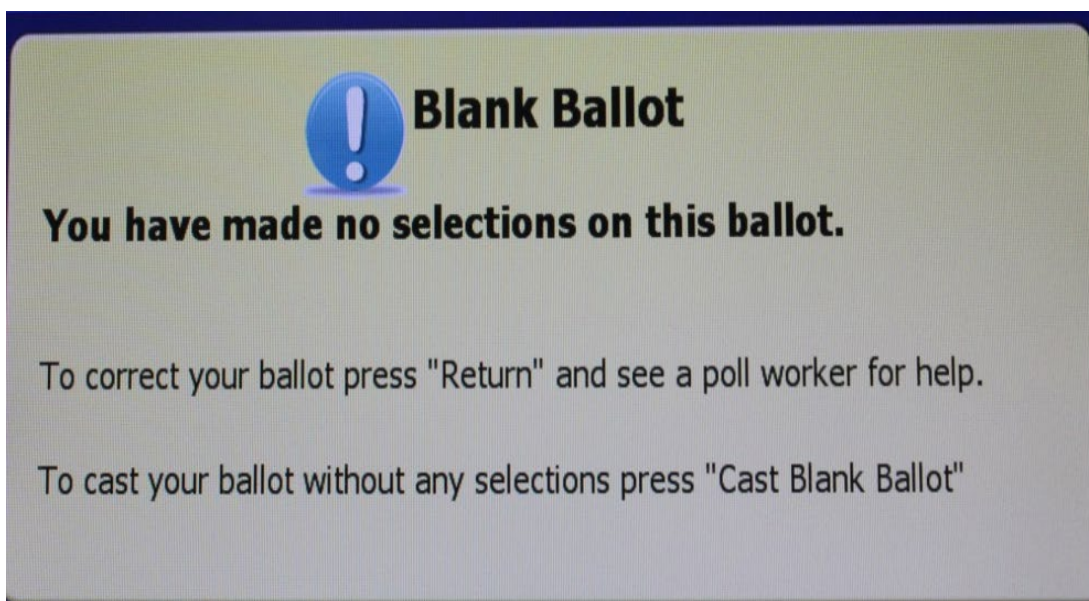 Blank Ballot
You have made no selections on this ballot.
To correct your ballot press "Return" and see a poll worker for help.
To cast your ballot without any selections press "Cast Blank Ballot"